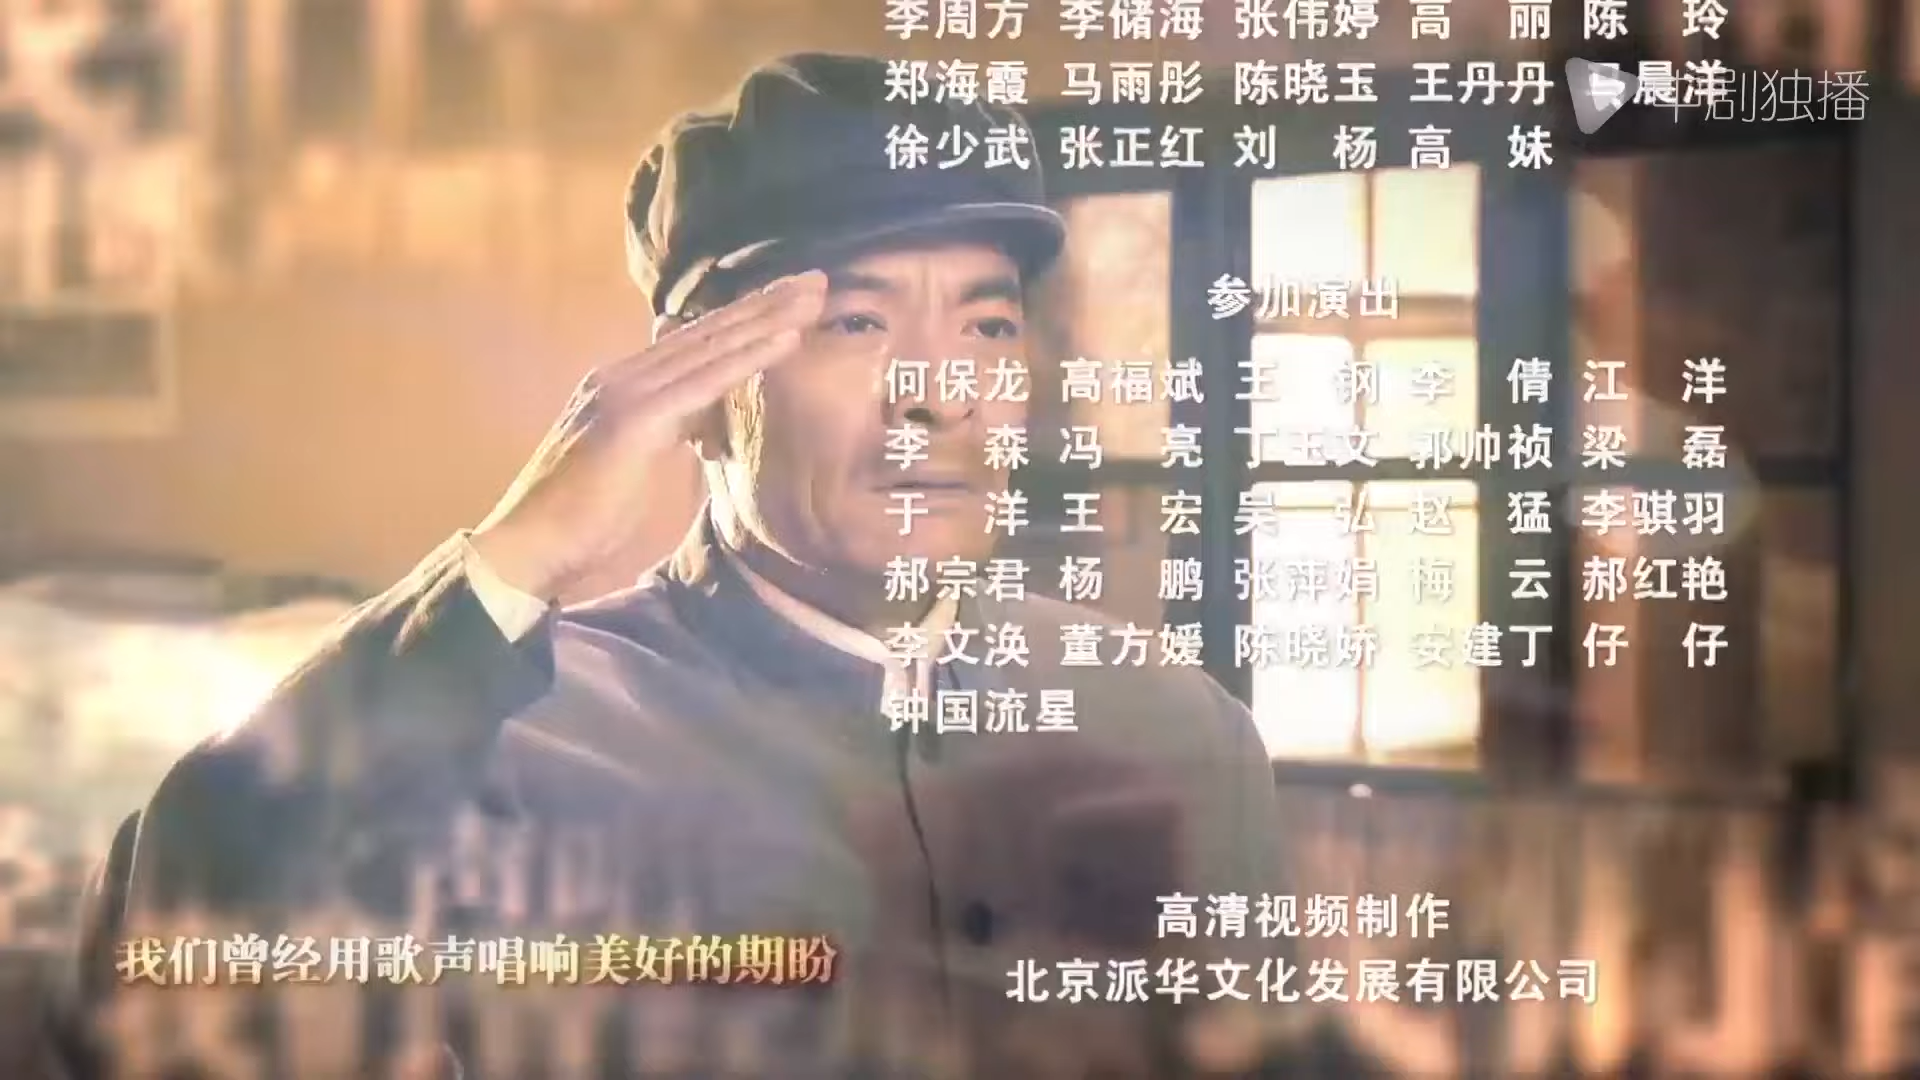 李周方 李储海 张伟婷 高丽 陈玲
郑海霞 马雨彤 陈晓玉 王丹丹 马晨洋
徐少武 张正红 刘杨 高妹
独播
参加演出
何保龙 高福斌 王钢 李倩 江洋
李森 冯亮 丁玉文 郭帅祯 梁磊
于洋 王宏 吴弘 赵猛 李骐羽
郝宗君 杨鹏 张萍娟 梅云 郝红艳
李文涣 董方媛 陈晓娇 安建丁 仔仔
钟国流星
高清视频制作
北京派华文化发展有限公司
我们曾经用歌声唱响美好的期盼